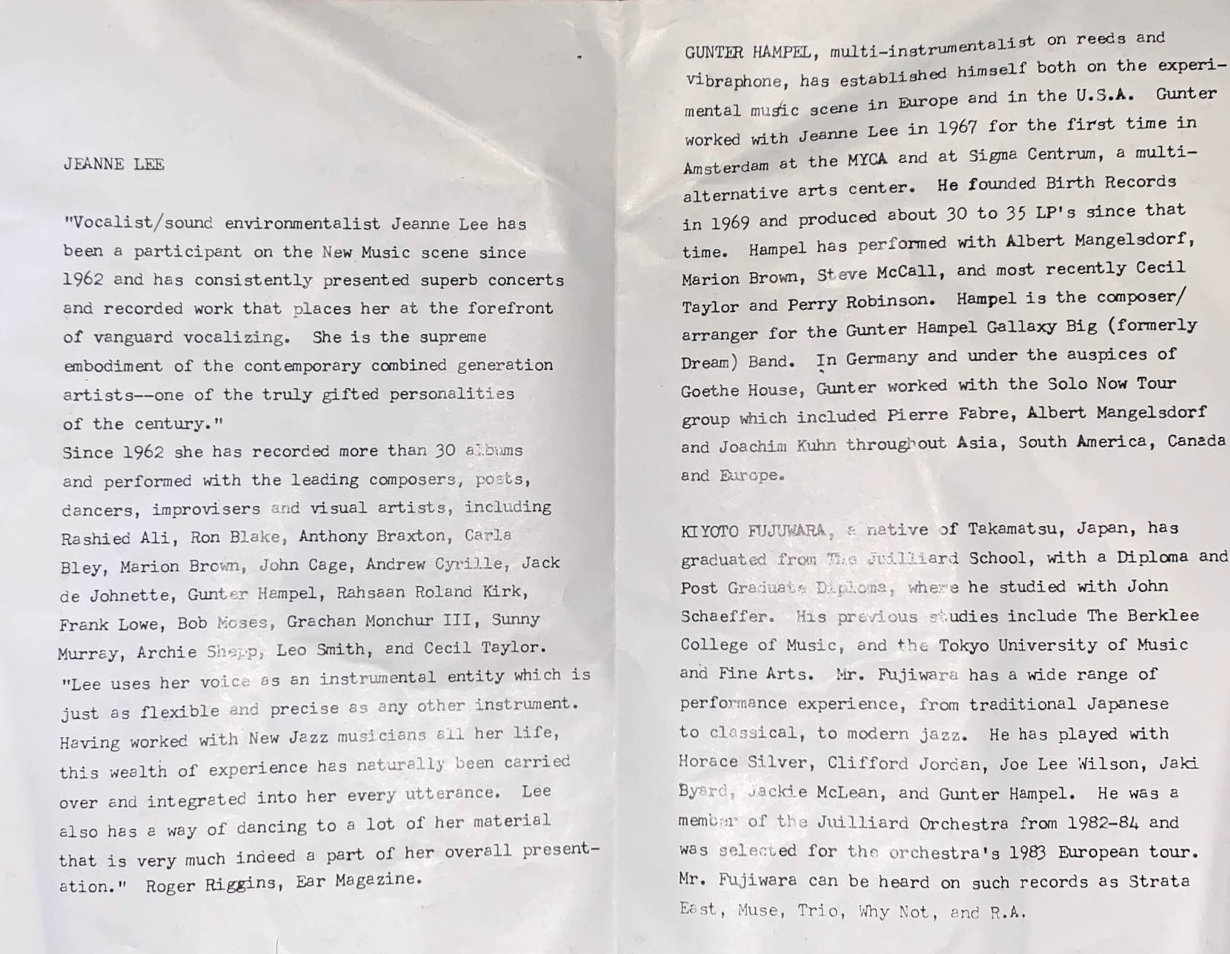 JEANNE LEE
"Vocalist/sound environmentalist Jeanne Lee has
been a participant on the New Music scene since
1962 and has consistently presented superb concerts
and recorded work that places her at the forefront
of vanguard vocalizing. She is the supreme
embodiment of the contemporary combined generation
artists--one of the truly gifted personalities
of the century."
Since 1962 she has recorded more than 30 albums
and performed with the leading composers, poets,
dancers, improvisers and visual artists, including
Rashied Ali, Ron Blake, Anthony Braxton, Carla
Bley, Marion Brown, John Cage, Andrew Cyrille, Jack
de Johnette, Gunter Hampel, Rahsaan Roland Kirk,
Frank Lowe, Bob Moses, Grachan Monchur III, Sunny
Murray, Archie Shepp, Leo Smith, and Cecil Taylor.
"Lee uses her voice as an instrumental entity which is
just as flexible and precise as any other instrument.
Having worked with New Jazz musicians all her life,
this wealth of experience has naturally been carried
over and integrated into her every utterance. Lee
also has a way of dancing to a lot of her material
that is very much indeed a part of her overall present-
ation." Roger Riggins, Ear Magazine.
GUNTER HAMPEL, multi-instrumentalist on reeds and
vibraphone, has established himself both on the experi-
mental music scene in Europe and in the U.S.A. Gunter
worked with Jeanne Lee in 1967 for the first time in
Amsterdam at the MYCA and at Sigma Centrum, a multi-
alternative arts center. He founded Birth Records
in 1969 and produced about 30 to 35 LP's since that
time. Hampel has performed with Albert Mangelsdorf,
Marion Brown, Steve McCall, and most recently Cecil
Taylor and Perry Robinson. Hampel is the composer/
arranger for the Gunter Hampel Gallaxy Big (formerly
Dream) Band. In Germany and under the auspices of
Goethe House, Gunter worked with the Solo Now Tour
group which included Pierre Fabre, Albert Mangelsdorf
and Joachim Kuhn throughout Asia, South America, Canada
and Europe.
KIYOTO FUJUWARA, a native of Takamatsu, Japan, has
graduated from The Juilliard School, with a Diploma and
Post Graduate Diploma, where he studied with John
Schaeffer. His previous studies include The Berklee
College of Music, and the Tokyo University of Music
and Fine Arts. Mr. Fujiwara has a wide range of
performance experience, from traditional Japanese
to classical, to modern jazz. He has played with
Horace Silver, Clifford Jordan, Joe Lee Wilson, Jaki
Byard, Jackie McLean, and Gunter Hampel. He was a
member of the Juilliard Orchestra from 1982-84 and
was selected for the orchestra's 1983 European tour.
Mr. Fujiwara can be heard on such records as Strata
East, Muse, Trio, Why Not, and R.A.